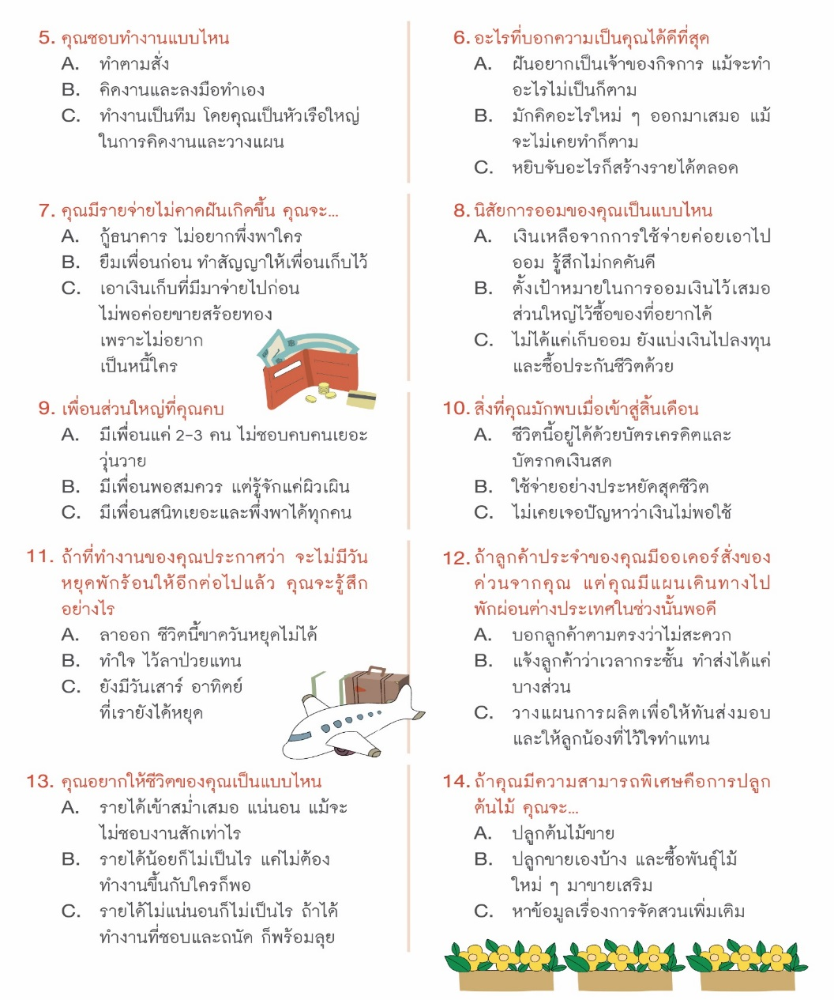 5. คุณชอบทำงานแบบไหน
A. ทำตามสั่ง
B. คิดงานและลงมือทำเอง
C. ทำงานเป็นทีม โดยคุณเป็นหัวเรือใหญ่
ในการคิดงานและวางแผน
6. อะไรที่บอกความเป็นคุณได้ดีที่สุด
A. ฝันอยากเป็นเจ้าของกิจการ แม้จะทำ
อะไรไม่เป็นก็ตาม
B. มักคิดอะไรใหม่ ๆ ออกมาเสมอ แม้
จะไม่เคยทำก็ตาม
C. หยิบจับอะไรก็สร้างรายได้ตลอด
7. คุณมีรายจ่ายไม่คาดฝันเกิดขึ้น คุณจะ...
A. กู้ธนาคาร ไม่อยากพึ่งพาใคร
B. ยืมเพื่อนก่อน ทำสัญญาให้เพื่อนเก็บไว้
C. เอาเงินเก็บที่มีมาจ่ายไปก่อน
ไม่พอค่อยขายสร้อยทอง
เพราะไม่อยาก
เป็นหนี้ใคร
8. นิสัยการออมของคุณเป็นแบบไหน
A. เงินเหลือจากการใช้จ่ายค่อยเอาไป
ออม รู้สึกไม่กดดันดี
B. ตั้งเป้าหมายในการออมเงินไว้เสมอ
ส่วนใหญ่ไว้ซื้อของที่อยากได้
C. ไม่ได้แค่เก็บออม ยังแบ่งเงินไปลงทุน
และซื้อประกันชีวิตด้วย
9. เพื่อนส่วนใหญ่ที่คุณคบ
A. มีเพื่อนแค่ 2-3 คน ไม่ชอบคบคนเยอะ
วุ่นวาย
B. มีเพื่อนพอสมควร แต่รู้จักแค่ผิวเผิน
C. มีเพื่อนสนิทเยอะและพึ่งพาได้ทุกคน
10. สิ่งที่คุณมักพบเมื่อเข้าสู่สิ้นเดือน
A. ชีวิตนี้อยู่ได้ด้วยบัตรเครดิตและ
บัตรกดเงินสด
B. ใช้จ่ายอย่างประหยัดสุดชีวิต
C. ไม่เคยเจอปัญหาว่าเงินไม่พอใช้
11. ถ้าที่ทำงานของคุณประกาศว่า จะไม่มีวัน
หยุดพักร้อนให้อีกต่อไปแล้ว คุณจะรู้สึก
อย่างไร
A. ลาออก ชีวิตนี้ขาดวันหยุดไม่ได้
B. ทำใจ ไว้ลาป่วยแทน
C. ยังมีวันเสาร์ อาทิตย์
ที่เรายังได้หยุด
12. ถ้าลูกค้าประจำของคุณมีออเดอร์สั่งของ
ด่วนจากคุณ แต่คุณมีแผนเดินทางไป
พักผ่อนต่างประเทศในช่วงนั้นพอดี
A. บอกลูกค้าตามตรงว่าไม่สะดวก
B. แจ้งลูกค้าว่าเวลากระชั้น ทำส่งได้แค่
บางส่วน
C. วางแผนการผลิตเพื่อให้ทันส่งมอบ
และให้ลูกน้องที่ไว้ใจทำแทน
13. คุณอยากให้ชีวิตของคุณเป็นแบบไหน
A. รายได้เข้าสม่ำเสมอ แน่นอน แม้จะ
ไม่ชอบงานสักเท่าไร
B. รายได้น้อยก็ไม่เป็นไร แค่ไม่ต้อง
ทำงานขึ้นกับใครก็พอ
C. รายได้ไม่แน่นอนก็ไม่เป็นไร ถ้าได้
ทำงานที่ชอบและถนัด ก็พร้อมลุย
14. ถ้าคุณมีความสามารถพิเศษคือการปลูก
ต้นไม้ คุณจะ...
A. ปลูกต้นไม้ขาย
B. ปลูกขายเองบ้าง และซื้อพันธุ์ไม้
ใหม่ ๆ มาขายเสริม
C. หาข้อมูลเรื่องการจัดสวนเพิ่มเติม